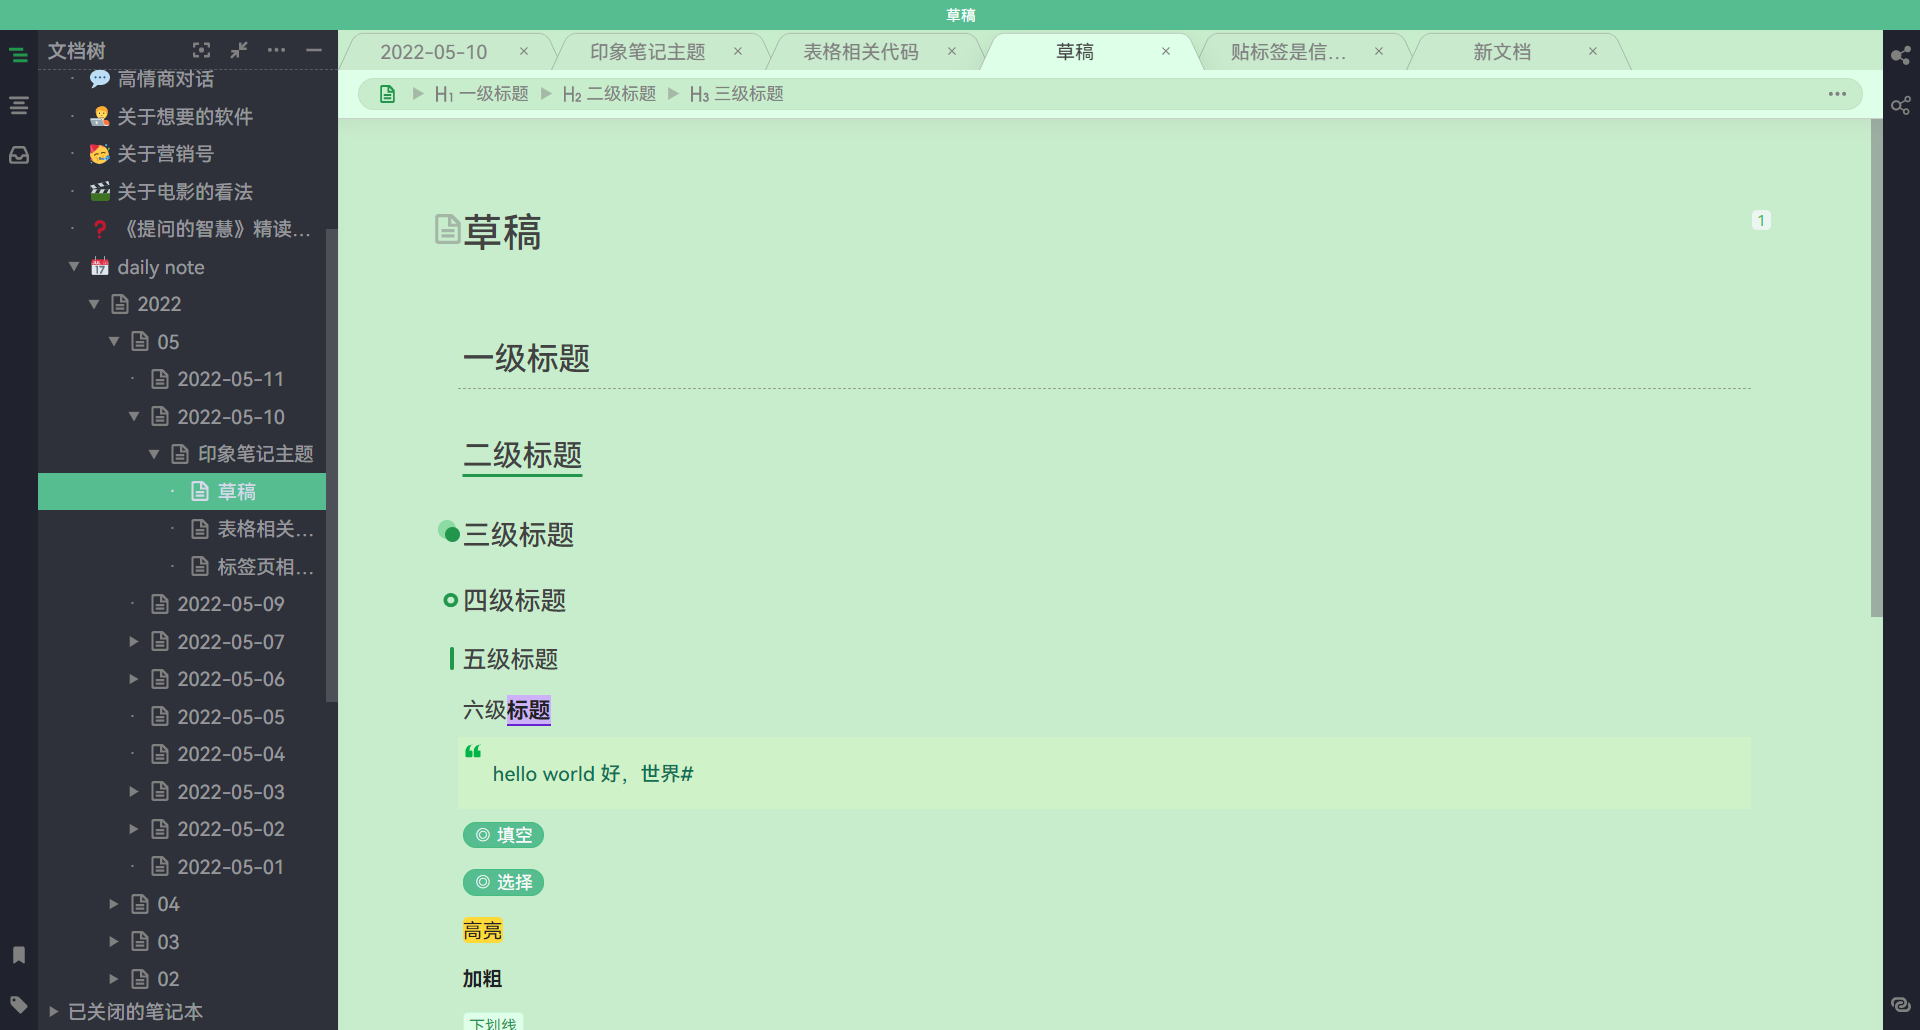 草稿
文档树
高情商对话
关于想要的软件
关于营销号
关于电影的看法
《提问的智慧》精读...
daily note
2022
05
2022-05-11
2022-05-10
印象笔记主题
草稿
表格相关...
标签页相...
2022-05-09
2022-05-07
2022-05-06
2022-05-05
2022-05-04
2022-05-03
2022-05-02
2022-05-01
04
03
02
已关闭的笔记本
2022-05-10 × 印象笔记主题 × 表格相关代码 × 草稿 × 贴标签是信... × 新文档 ×
H1 一级标题 H2 二级标题 H3 三级标题
草稿
1
一级标题
二级标题
三级标题
四级标题
五级标题
六级标题
hello world 好，世界#
◎ 填空
◎ 选择
高亮
加粗
下划线